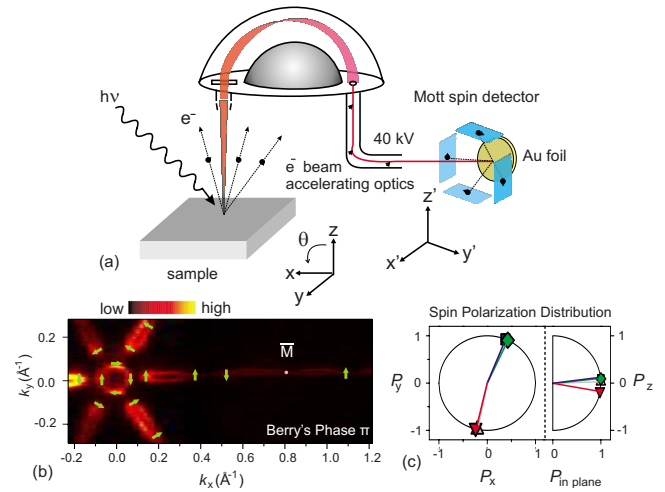 hν
e⁻
40 kV
e⁻ beam
accelerating optics
Mott spin detector
Au foil
z'
x'
y'
θ
z
x
y
(a)
sample
low
high
M̅
Berry's Phase π
0.2
0.0
-0.2
k_y(Å⁻¹)
-0.2 0.0 0.2 0.4 0.6 0.8 1.0 1.2
(b)
k_x(Å⁻¹)
Spin Polarization Distribution
1
0
-1
P_y
1
0
-1
P_z
-1 0 1
0 1
(c)
P_x
P_in plane